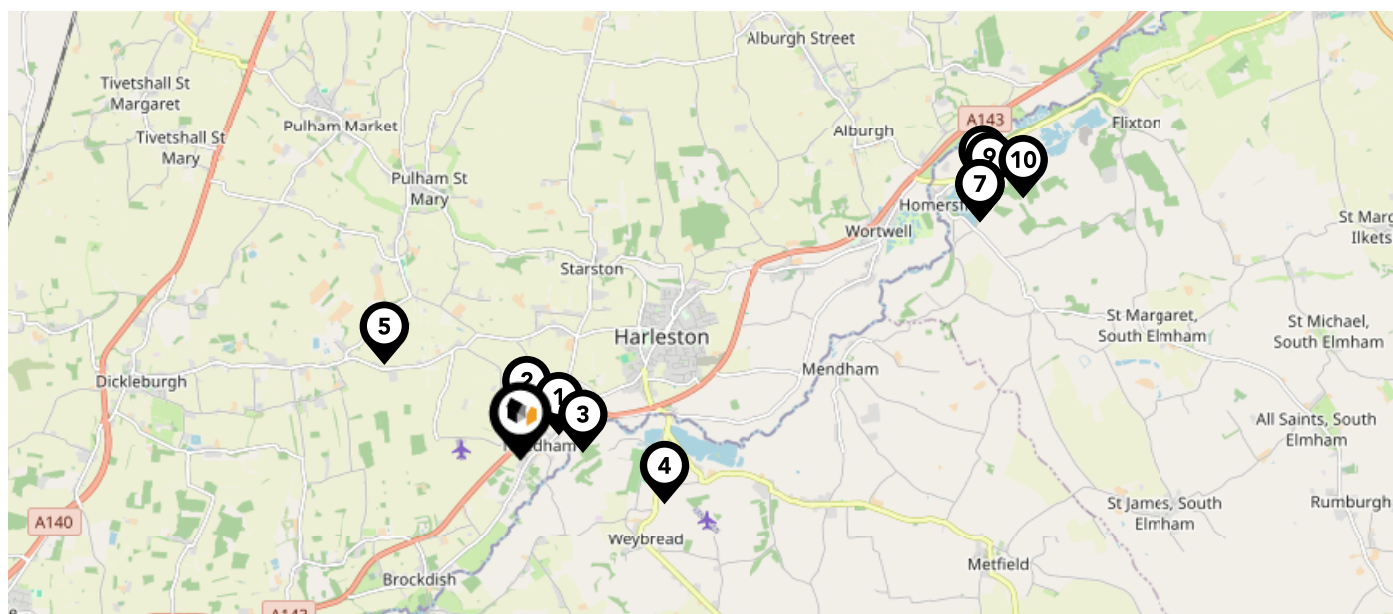 Alburgh Street
Tivetshall St
Margaret
A143
Flixton
Pulham Market
Alburgh
Tivetshall St
Mary
9
10
7
Pulham St
Mary
Homersf
St Marg
Ilkets
Wortwell
Starston
5
Harleston
St Margaret,
South Elmham
St Michael,
South Elmham
Mendham
Dickleburgh
2
1
3
All Saints, South
Elmham
dham
4
A140
St James, South
Elmham
Rumburgh
Weybread
Metfield
Brockdish
A143